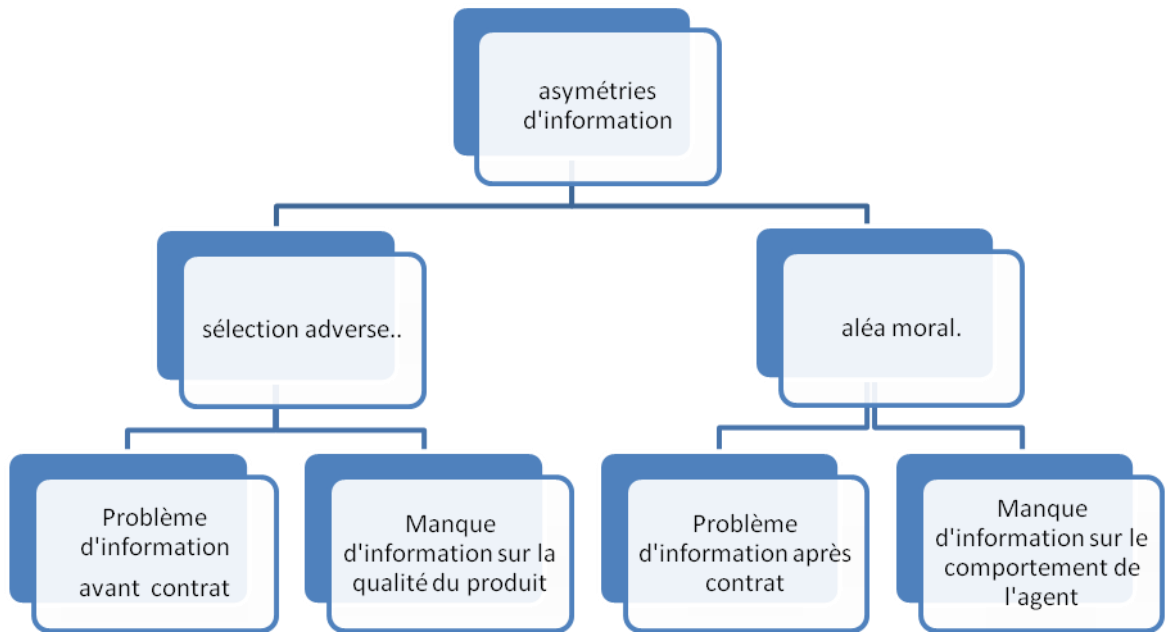 asymétries
d'information
sélection adverse..
aléa moral.
Problème
d'information
avant contrat
Manque
d'information sur la
qualité du produit
Problème
d'information après
contrat
Manque
d'information sur le
comportement de
l'agent